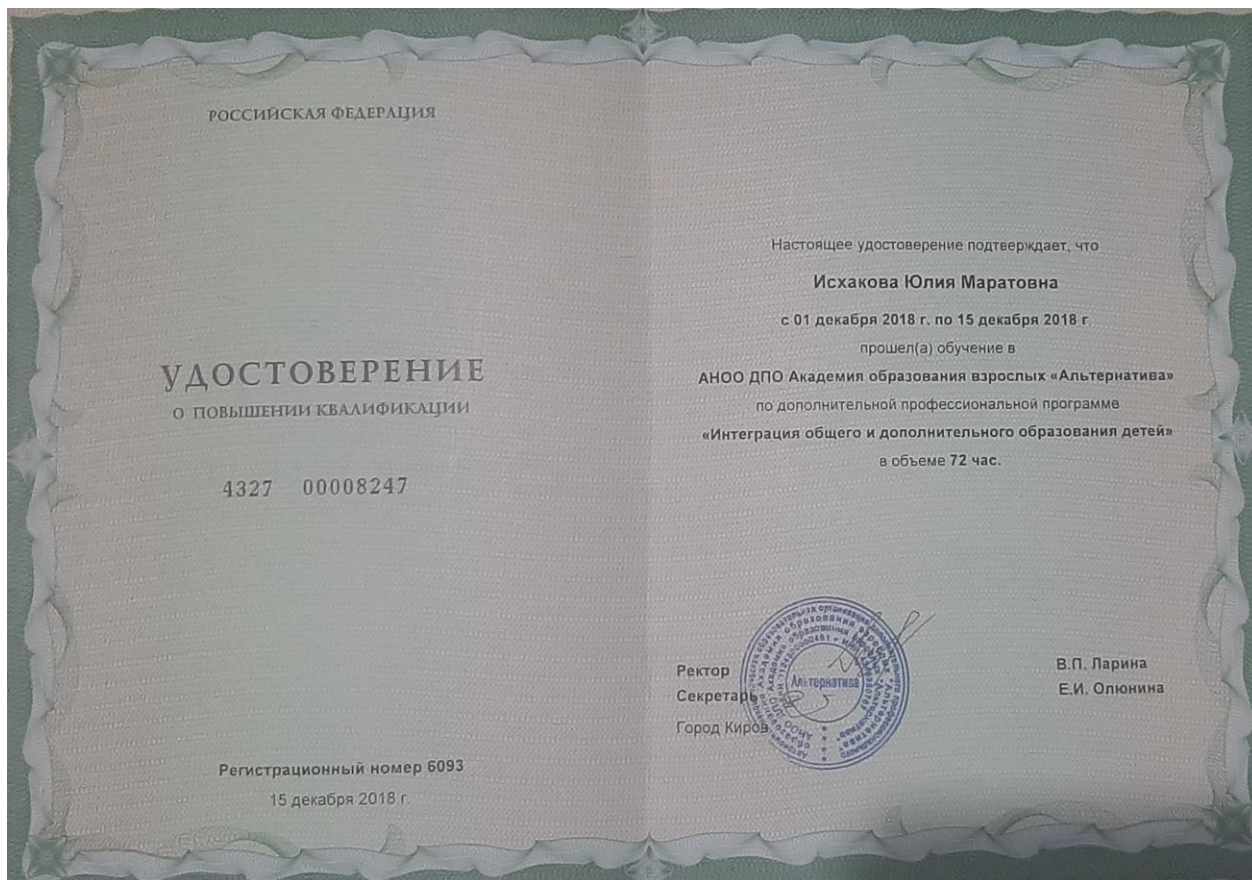 РОССИЙСКАЯ ФЕДЕРАЦИЯ
УДОСТОВЕРЕНИЕ
О ПОВЫШЕНИИ КВАЛИФИКАЦИИ
4327 00008247
Регистрационный номер 6093
15 декабря 2018 г.
Настоящее удостоверение подтверждает, что
Исхакова Юлия Маратовна
с 01 декабря 2018 г. по 15 декабря 2018 г.
прошел(а) обучение в
АНОО ДПО Академия образования взрослых «Альтернатива»
по дополнительной профессиональной программе
«Интеграция общего и дополнительного образования детей»
в объеме 72 час.
Ректор
В.П. Ларина
Секретарь
Е.И. Олюнина
Город Киров
Альтернатива